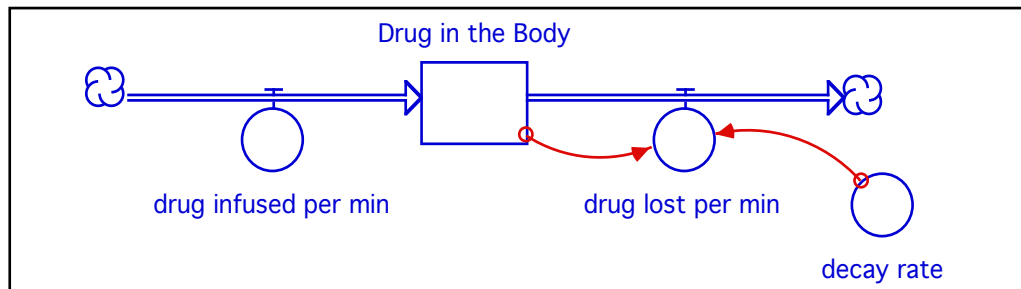 Drug in the Body
drug infused per min
drug lost per min
decay rate